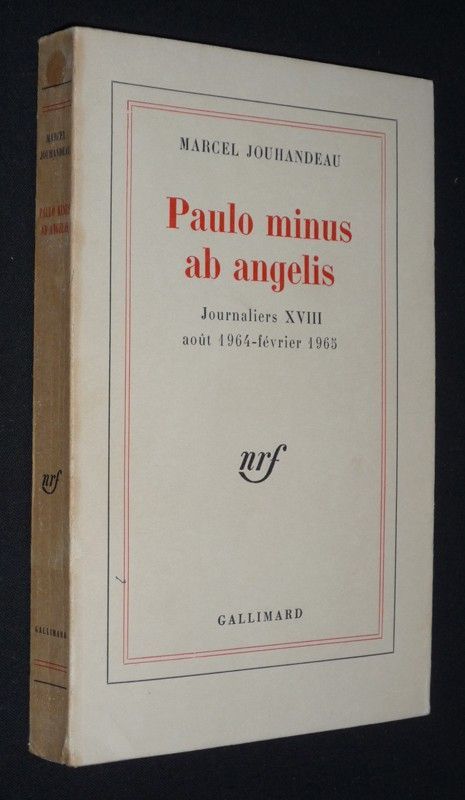 MARCEL JOUHANDEAU
Paulo minus
ab angelis
Journaliers XVIII
août 1964-février 1965
nrf
GALLIMARD
MARCEL
JOUHANDEAU
PAULO MINUS
AB ANGELIS
nrf
GALLIMARD